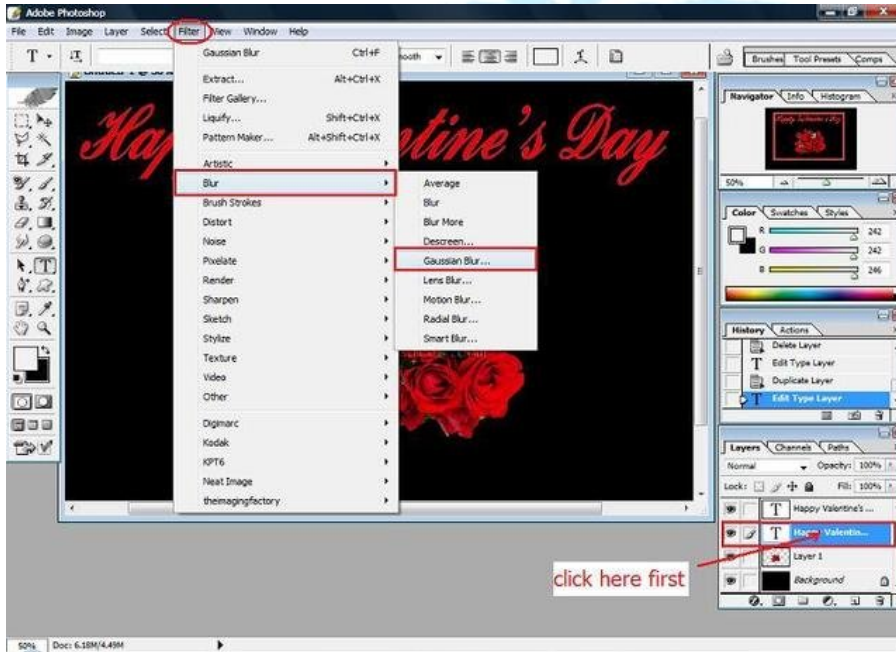 Adobe Photoshop
File Edit Image Layer Select Filter View Window Help
T T ooth
Brushes Tool Presets Comps
Gaussian Blur Ctrl+F
Extract... Alt+Ctrl+X
Filter Gallery...
Liquify... Shift+Ctrl+X
Pattern Maker... Alt+Shift+Ctrl+X
Artistic
Blur
Brush Strokes
Distort
Noise
Pixelate
Render
Sharpen
Sketch
Stylize
Texture
Video
Other
Digimarc
Kodak
KPT6
Neat Image
theimagingfactory
Average
Blur
Blur More
Despeckle...
Gaussian Blur...
Lens Blur...
Motion Blur...
Radial Blur...
Smart Blur...
Hap ntine's Day
Navigator Info Histogram
50%
Color Swatches Styles
R 242
G 242
B 246
History Actions
Delete Layer
T Edit Type Layer
Duplicate Layer
T Edit Type Layer
Layers Channels Paths
Normal Opacity: 100%
Lock: Fill: 100%
T Happy Valentine's ...
T Happy Valentin...
Layer 1
Background
click here first
50% Doc: 6.18M/4.49M